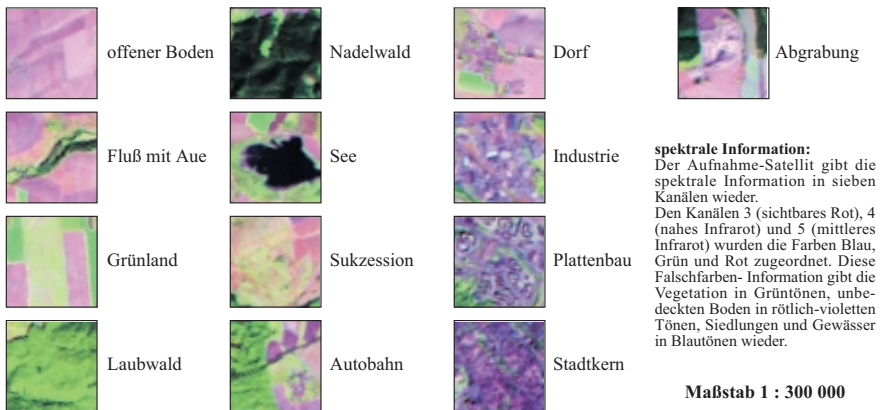 offener Boden
Nadelwald
Dorf
Abgrabung
Fluß mit Aue
See
Industrie
Grünland
Sukzession
Plattenbau
Laubwald
Autobahn
Stadtkern
spektrale Information:
Der Aufnahme-Satellit gibt die
spektrale Information in sieben
Kanälen wieder.
Den Kanälen 3 (sichtbares Rot), 4
(nahes Infrarot) und 5 (mittleres
Infrarot) wurden die Farben Blau,
Grün und Rot zugeordnet. Diese
Falschfarben- Information gibt die
Vegetation in Grüntönen, unbe-
deckten Boden in rötlich-violetten
Tönen, Siedlungen und Gewässer
in Blautönen wieder.
Maßstab 1 : 300 000